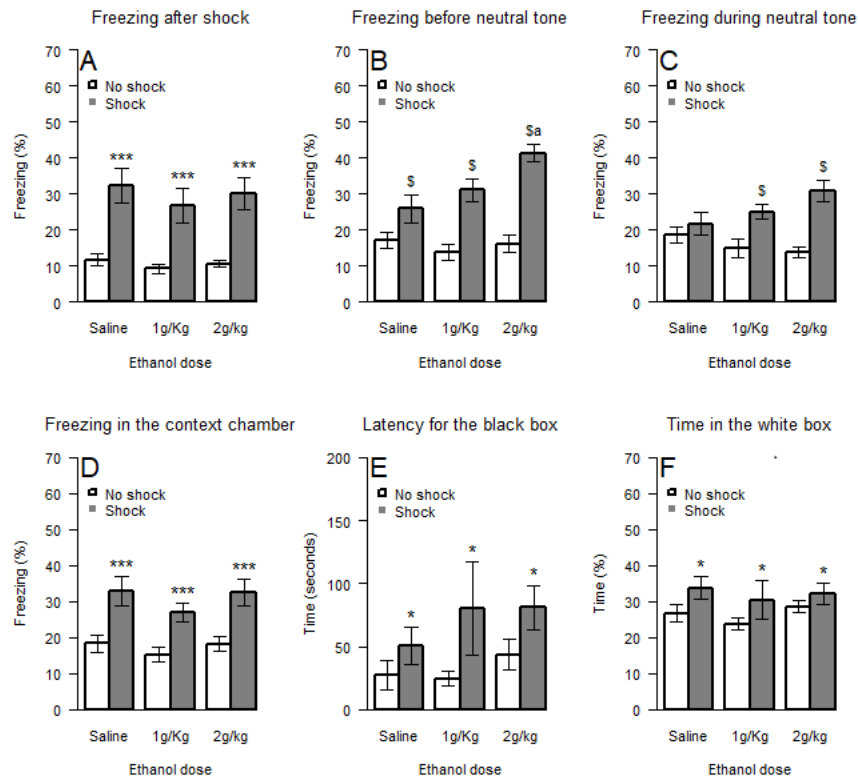 Freezing after shock
A
70
60
50
40
30
20
10
0
Freezing (%)
No shock
Shock
***
***
***
Saline 1g/Kg 2g/kg
Ethanol dose
Freezing before neutral tone
B
70
60
50
40
30
20
10
0
Freezing (%)
No shock
Shock
$
$
$a
Saline 1g/Kg 2g/kg
Ethanol dose
Freezing during neutral tone
C
70
60
50
40
30
20
10
0
Freezing (%)
No shock
Shock
$
$
Saline 1g/Kg 2g/kg
Ethanol dose
Freezing in the context chamber
D
70
60
50
40
30
20
10
0
Freezing (%)
No shock
Shock
***
***
***
Saline 1g/Kg 2g/kg
Ethanol dose
Latency for the black box
E
200
150
100
50
0
Time (seconds)
No shock
Shock
*
*
*
Saline 1g/Kg 2g/kg
Ethanol dose
Time in the white box
F
70
60
50
40
30
20
10
0
Time (%)
No shock
Shock
*
*
*
Saline 1g/Kg 2g/kg
Ethanol dose